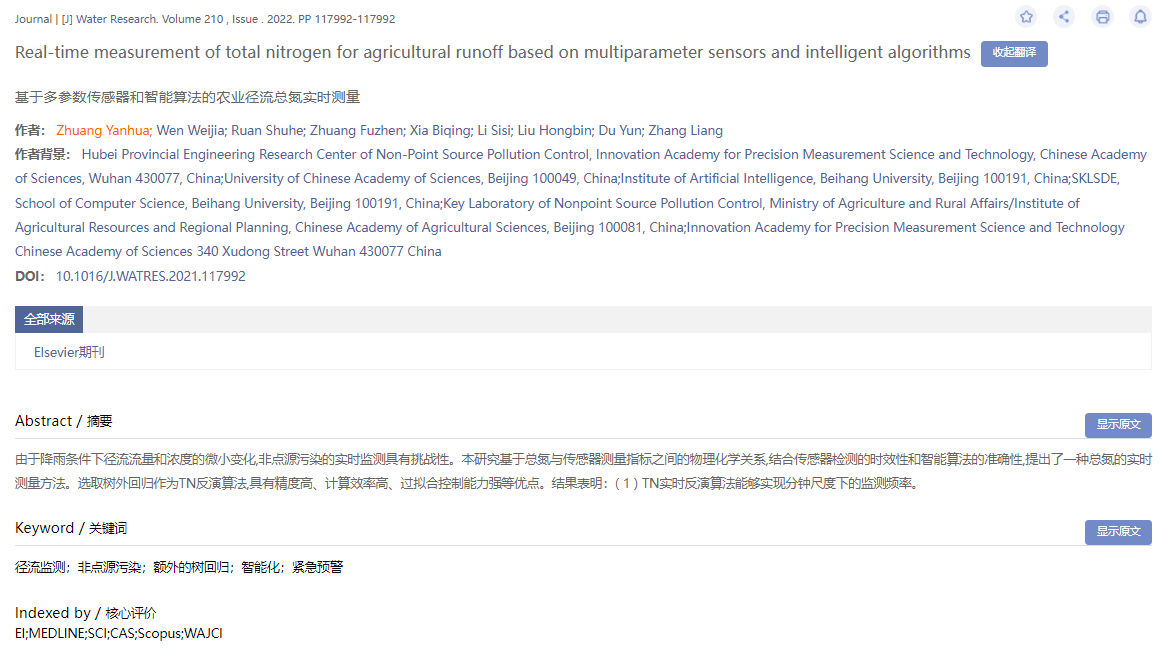 Journal | [J] Water Research. Volume 210 , Issue . 2022. PP 117992-117992
Real-time measurement of total nitrogen for agricultural runoff based on multiparameter sensors and intelligent algorithms 收起翻译
基于多参数传感器和智能算法的农业径流总氮实时测量
作者： Zhuang Yanhua; Wen Weijia; Ruan Shuhe; Zhuang Fuzhen; Xia Biqing; Li Sisi; Liu Hongbin; Du Yun; Zhang Liang
作者背景： Hubei Provincial Engineering Research Center of Non-Point Source Pollution Control, Innovation Academy for Precision Measurement Science and Technology, Chinese Academy
of Sciences, Wuhan 430077, China;University of Chinese Academy of Sciences, Beijing 100049, China;Institute of Artificial Intelligence, Beihang University, Beijing 100191, China;SKLSDE,
School of Computer Science, Beihang University, Beijing 100191, China;Key Laboratory of Nonpoint Source Pollution Control, Ministry of Agriculture and Rural Affairs/Institute of
Agricultural Resources and Regional Planning, Chinese Academy of Agricultural Sciences, Beijing 100081, China;Innovation Academy for Precision Measurement Science and Technology
Chinese Academy of Sciences 340 Xudong Street Wuhan 430077 China
DOI： 10.1016/J.WATRES.2021.117992
全部来源
Elsevier期刊
Abstract / 摘要
显示原文
由于降雨条件下径流流量和浓度的微小变化,非点源污染的实时监测具有挑战性。本研究基于总氮与传感器测量指标之间的物理化学关系,结合传感器检测的时效性和智能算法的准确性,提出了一种总氮的实时
测量方法。选取树外回归作为TN反演算法,具有精度高、计算效率高、过拟合控制能力强等优点。结果表明:（1）TN实时反演算法能够实现分钟尺度下的监测频率。
Keyword / 关键词
显示原文
径流监测；非点源污染；额外的树回归；智能化；紧急预警
Indexed by / 核心评价
EI;MEDLINE;SCI;CAS;Scopus;WAJCI